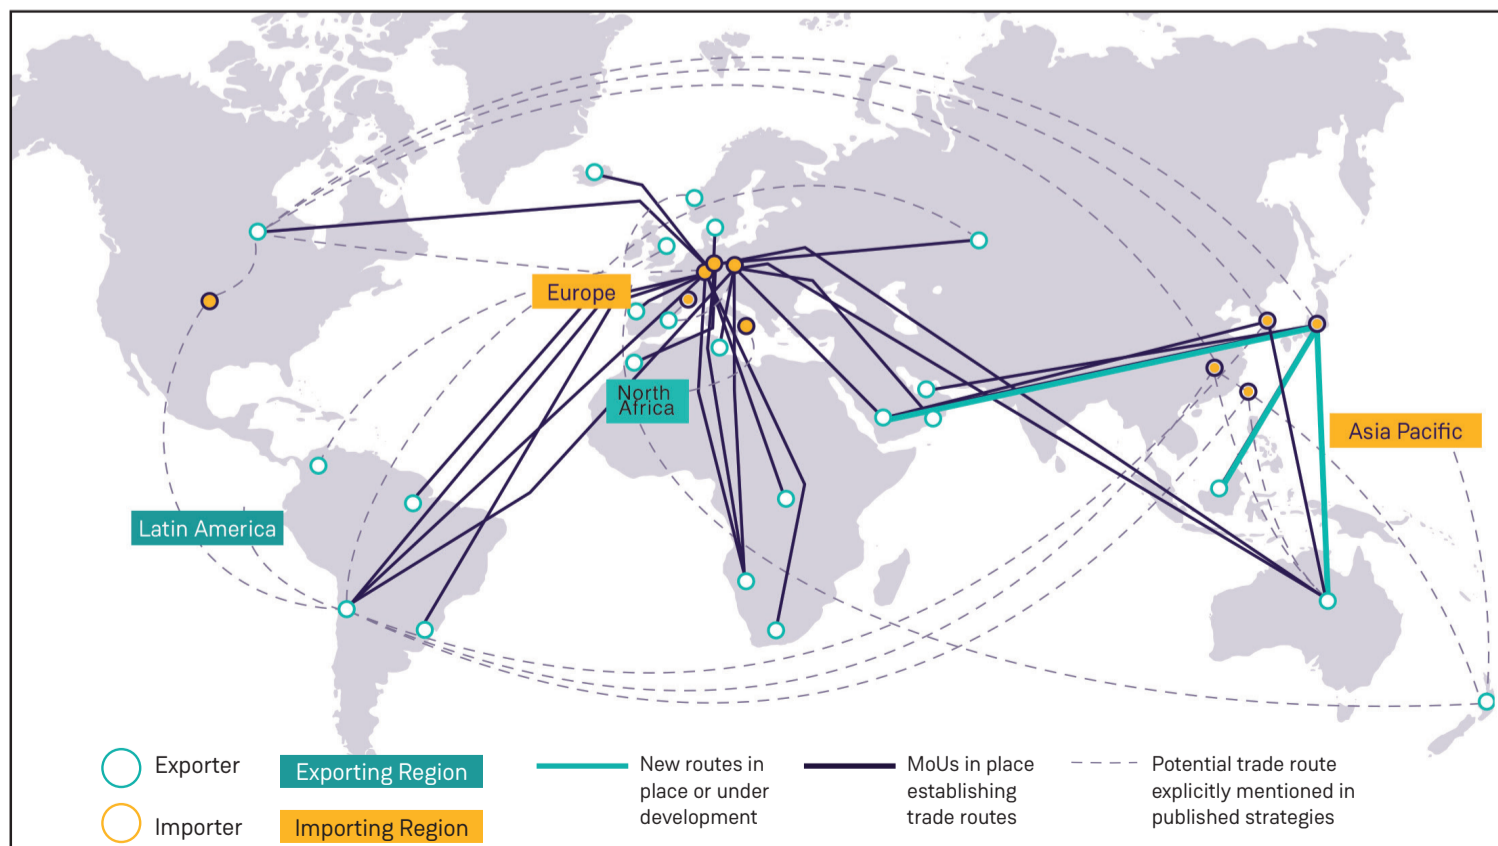 Europe
North
Africa
Asia Pacific
Latin America
Exporter
Exporting Region
New routes in
place or under
development
MoUs in place
establishing
trade routes
Potential trade route
explicitly mentioned in
published strategies
Importer
Importing Region